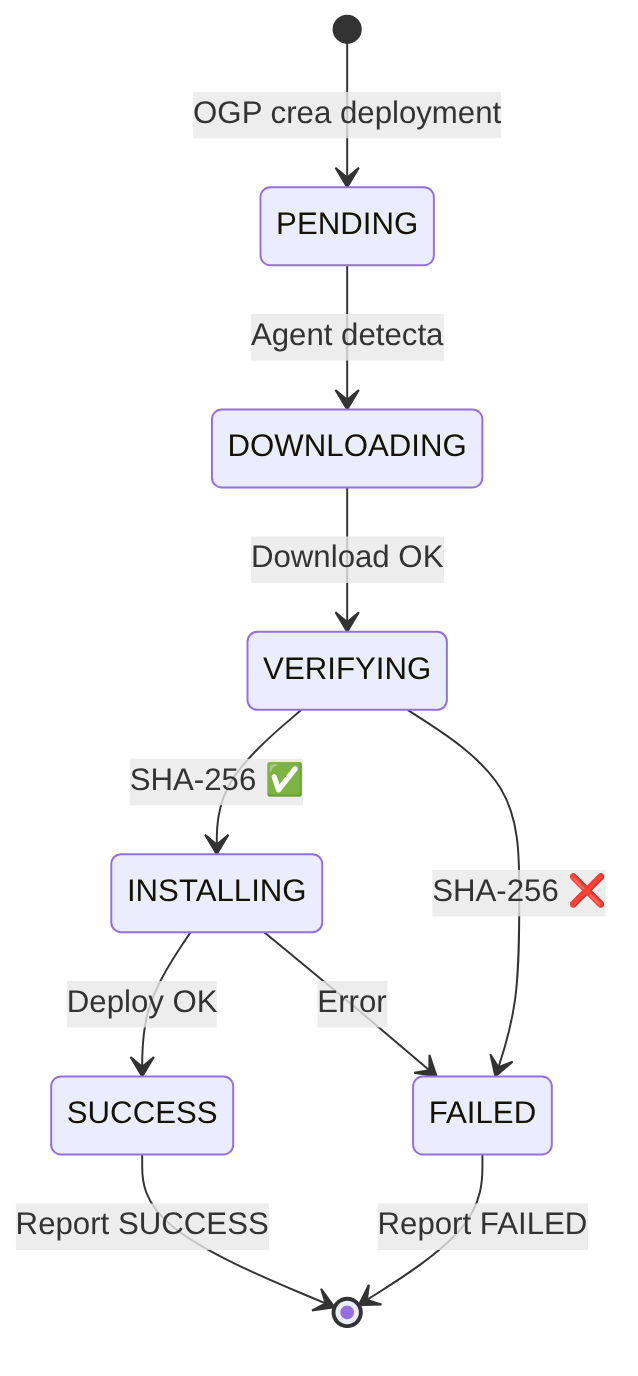 OGP crea deployment
PENDING
Agent detecta
DOWNLOADING
Download OK
VERIFYING
SHA-256 ✅
INSTALLING
SHA-256 ❌
Deploy OK
Error
SUCCESS
FAILED
Report SUCCESS
Report FAILED